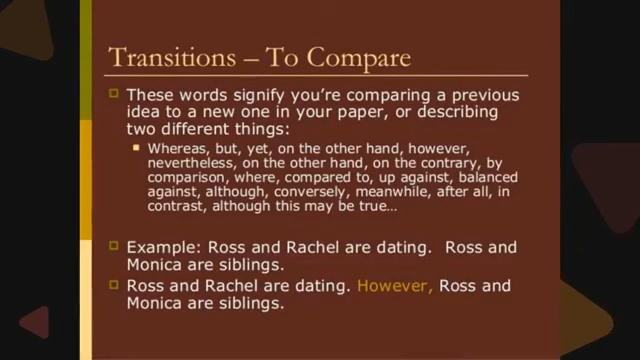 Transitions – To Compare
These words signify you’re comparing a previous
idea to a new one in your paper, or describing
two different things:
Whereas, but, yet, on the other hand, however,
nevertheless, on the other hand, on the contrary, by
comparison, where, compared to, up against, balanced
against, although, conversely, meanwhile, after all, in
contrast, although this may be true…
Example: Ross and Rachel are dating.  Ross and
Monica are siblings.
Ross and Rachel are dating. However, Ross and
Monica are siblings.